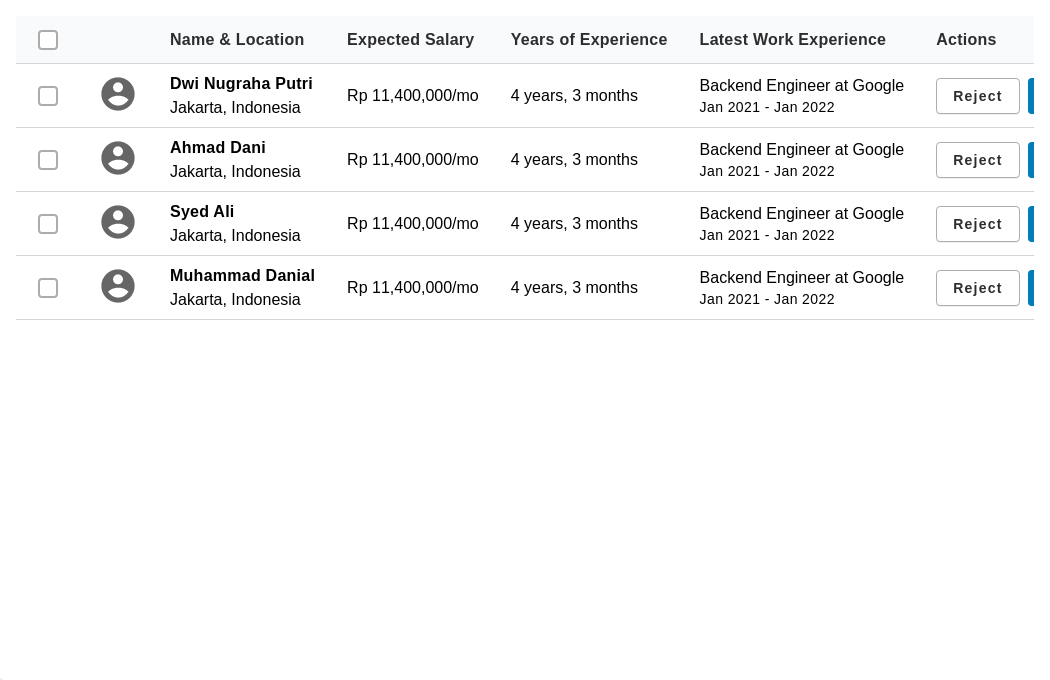 Name & Location Expected Salary Years of Experience Latest Work Experience Actions
Dwi Nugraha Putri
Jakarta, Indonesia
Rp 11,400,000/mo
4 years, 3 months
Backend Engineer at Google
Jan 2021 - Jan 2022
Reject
Ahmad Dani
Jakarta, Indonesia
Rp 11,400,000/mo
4 years, 3 months
Backend Engineer at Google
Jan 2021 - Jan 2022
Reject
Syed Ali
Jakarta, Indonesia
Rp 11,400,000/mo
4 years, 3 months
Backend Engineer at Google
Jan 2021 - Jan 2022
Reject
Muhammad Danial
Jakarta, Indonesia
Rp 11,400,000/mo
4 years, 3 months
Backend Engineer at Google
Jan 2021 - Jan 2022
Reject